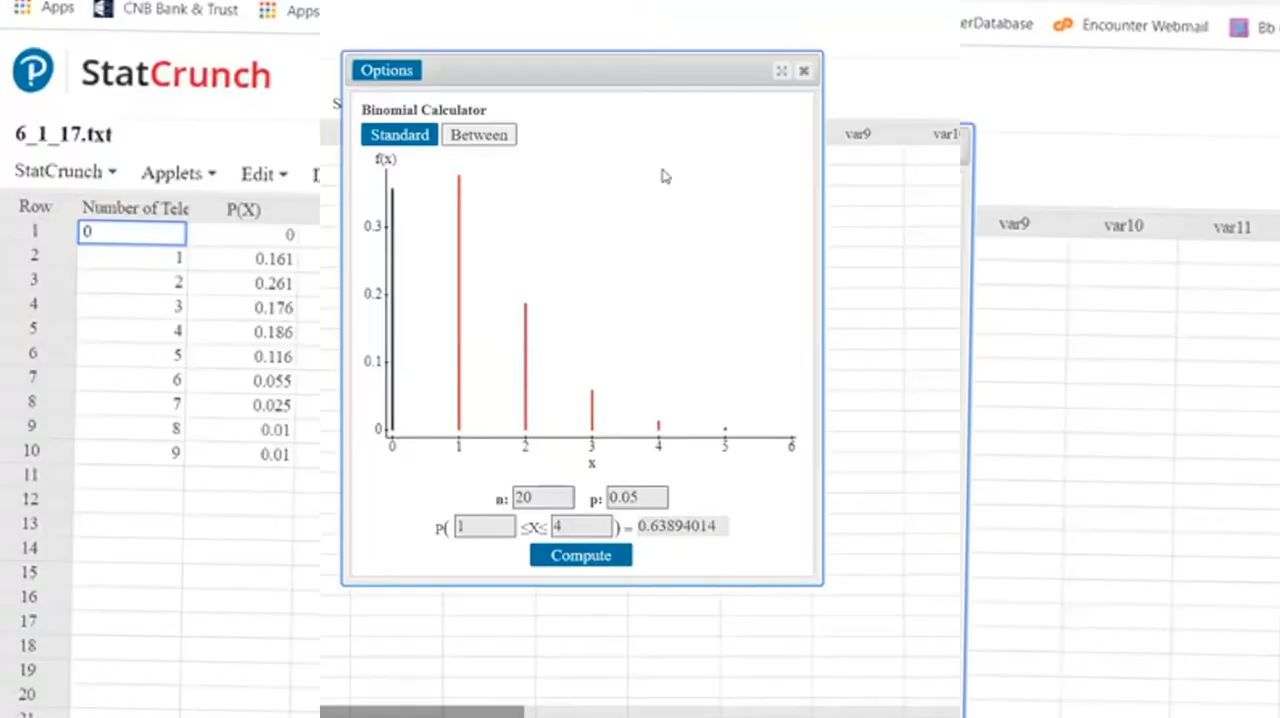 Apps
CNB Bank & Trust
Apps
erDatabase
Encounter Webmail
Bb
StatCrunch
6_1_17.txt
StatCrunch Applets Edit
Row Number of Tele P(X)
1 0 0
2 1 0.161
3 2 0.261
4 3 0.176
5 4 0.186
6 5 0.116
7 6 0.055
8 7 0.025
9 8 0.01
10 9 0.01
11
12
13
14
15
16
17
18
19
20
Options
Binomial Calculator
Standard Between
f(x)
0.3
0.2
0.1
0
0 1 2 3 4 5 6
x
n: 20 p: 0.05
P( 1 ≤X≤ 4 ) = 0.63894014
Compute
var9 var1
var9 var10 var11